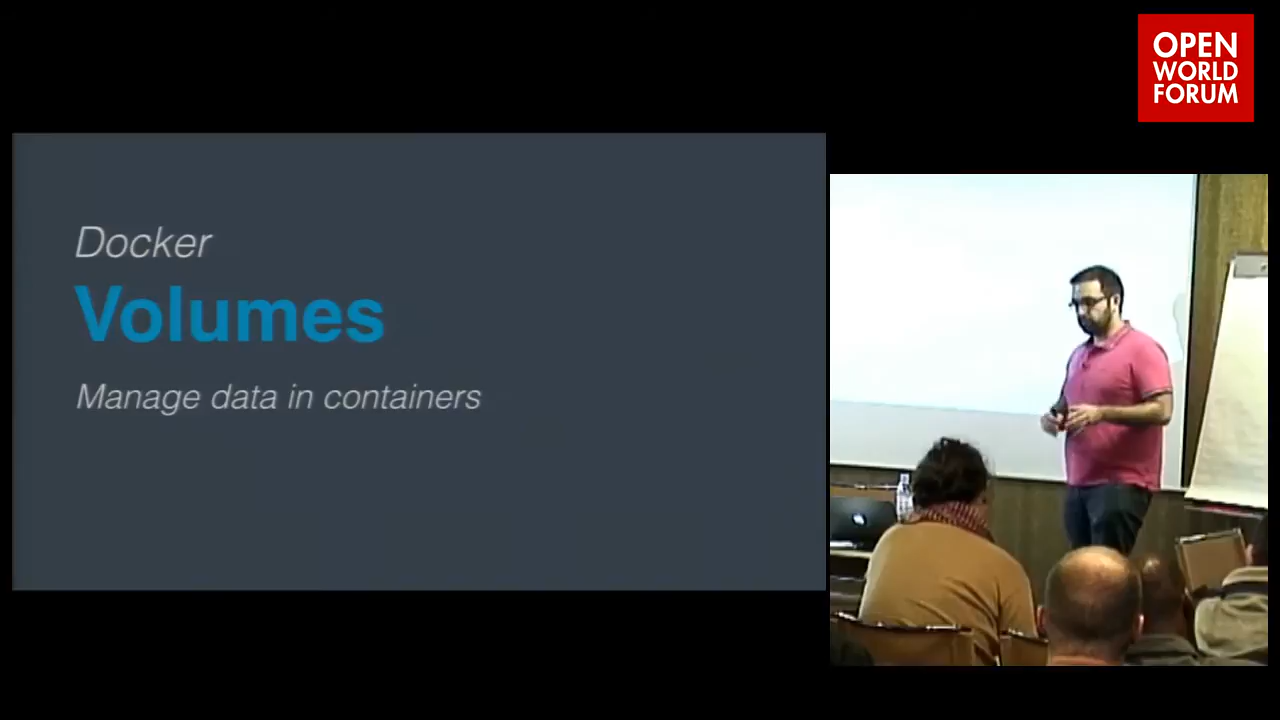 OPEN
WORLD
FORUM
Docker
Volumes
Manage data in containers